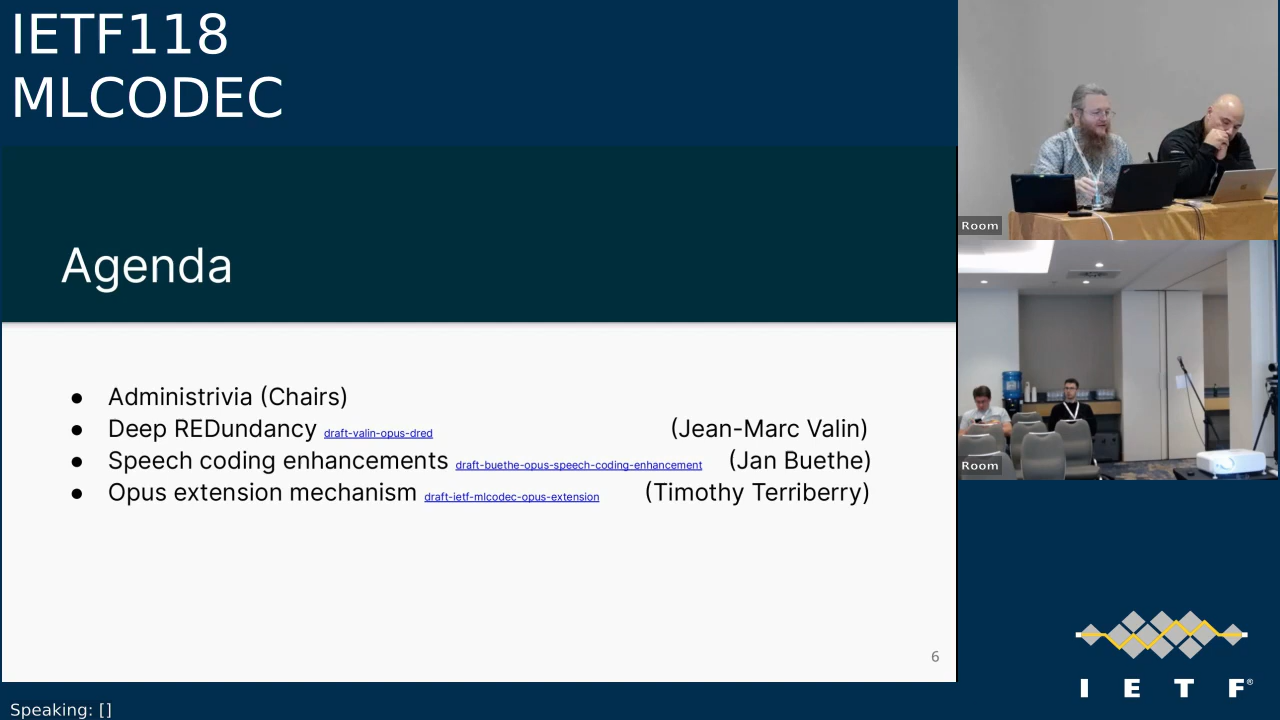 IETF118
MLCODEC
Agenda
● Administrivia (Chairs)
● Deep REDundancy draft-valin-opus-dred (Jean-Marc Valin)
● Speech coding enhancements draft-buethe-opus-speech-coding-enhancement (Jan Buethe)
● Opus extension mechanism draft-ietf-mlcodec-opus-extension (Timothy Terriberry)
6
Room
Room
I E T F®
Speaking: []